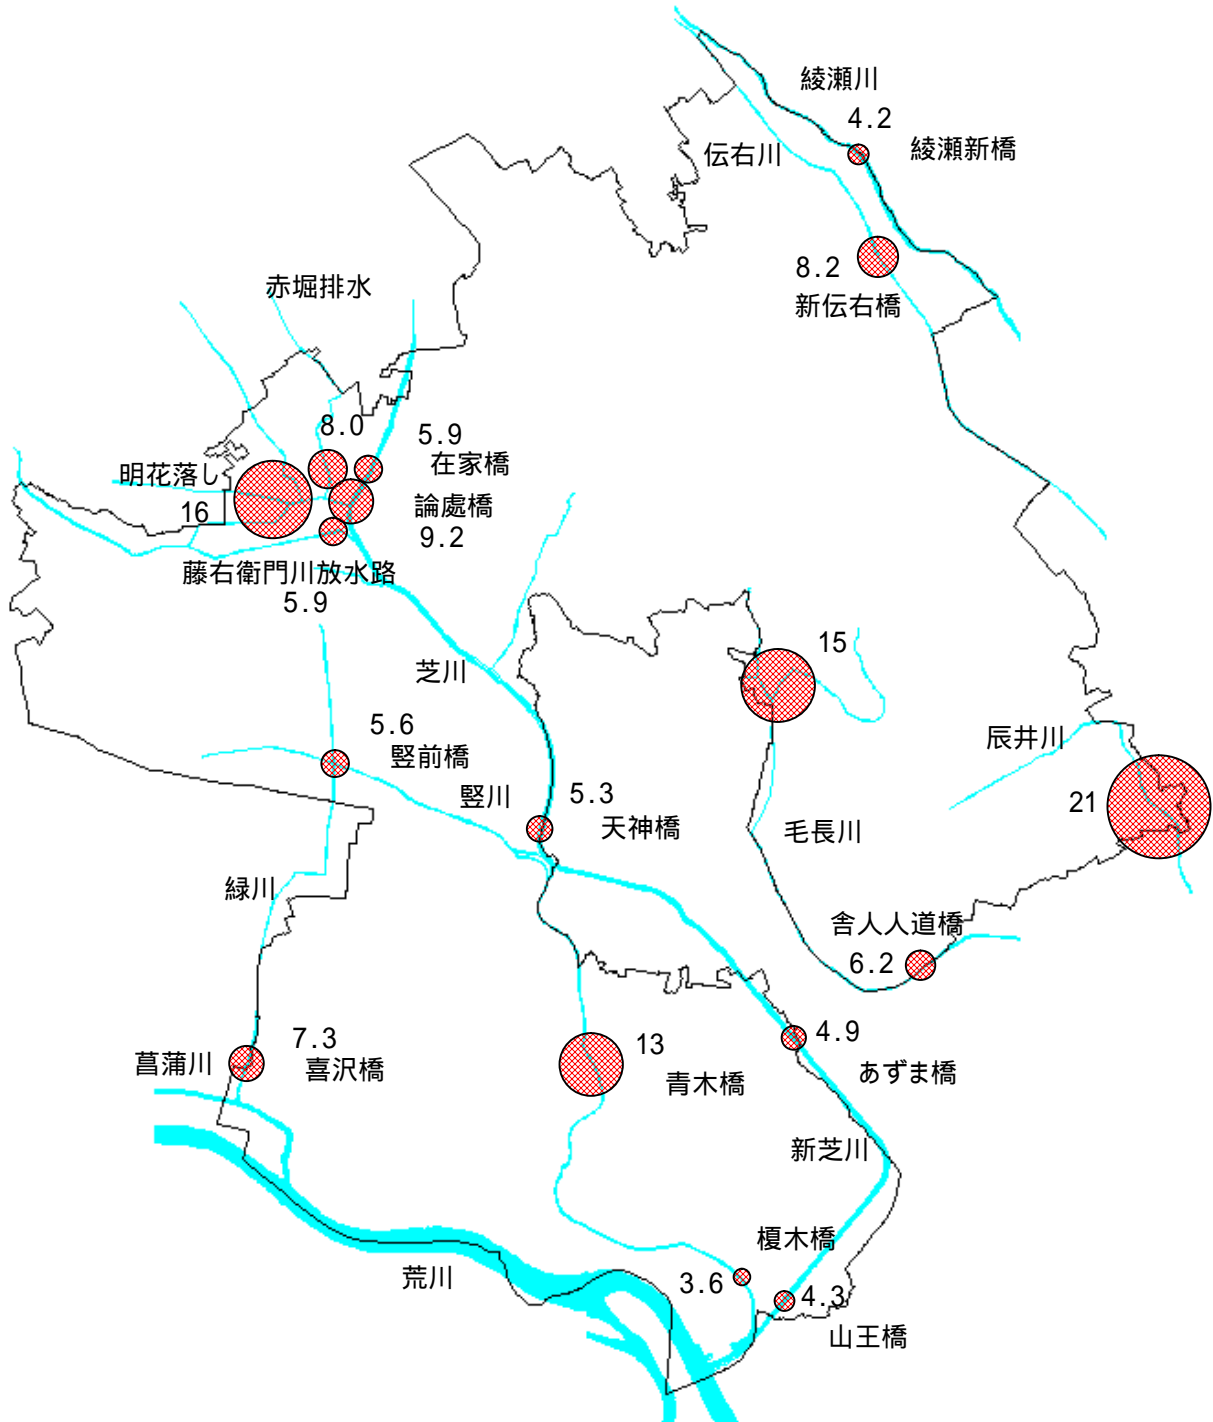 綾瀬川
4.2
綾瀬新橋
伝右川
8.2
新伝右橋
赤堀排水
8.0
5.9
在家橋
明花落し
16
論處橋
9.2
藤右衛門川放水路
5.9
芝川
15
5.6
竪前橋
辰井川
竪川
5.3
天神橋
21
毛長川
緑川
舎人人道橋
6.2
7.3
喜沢橋
菖蒲川
13
青木橋
4.9
あずま橋
新芝川
榎木橋
荒川
3.6
4.3
山王橋